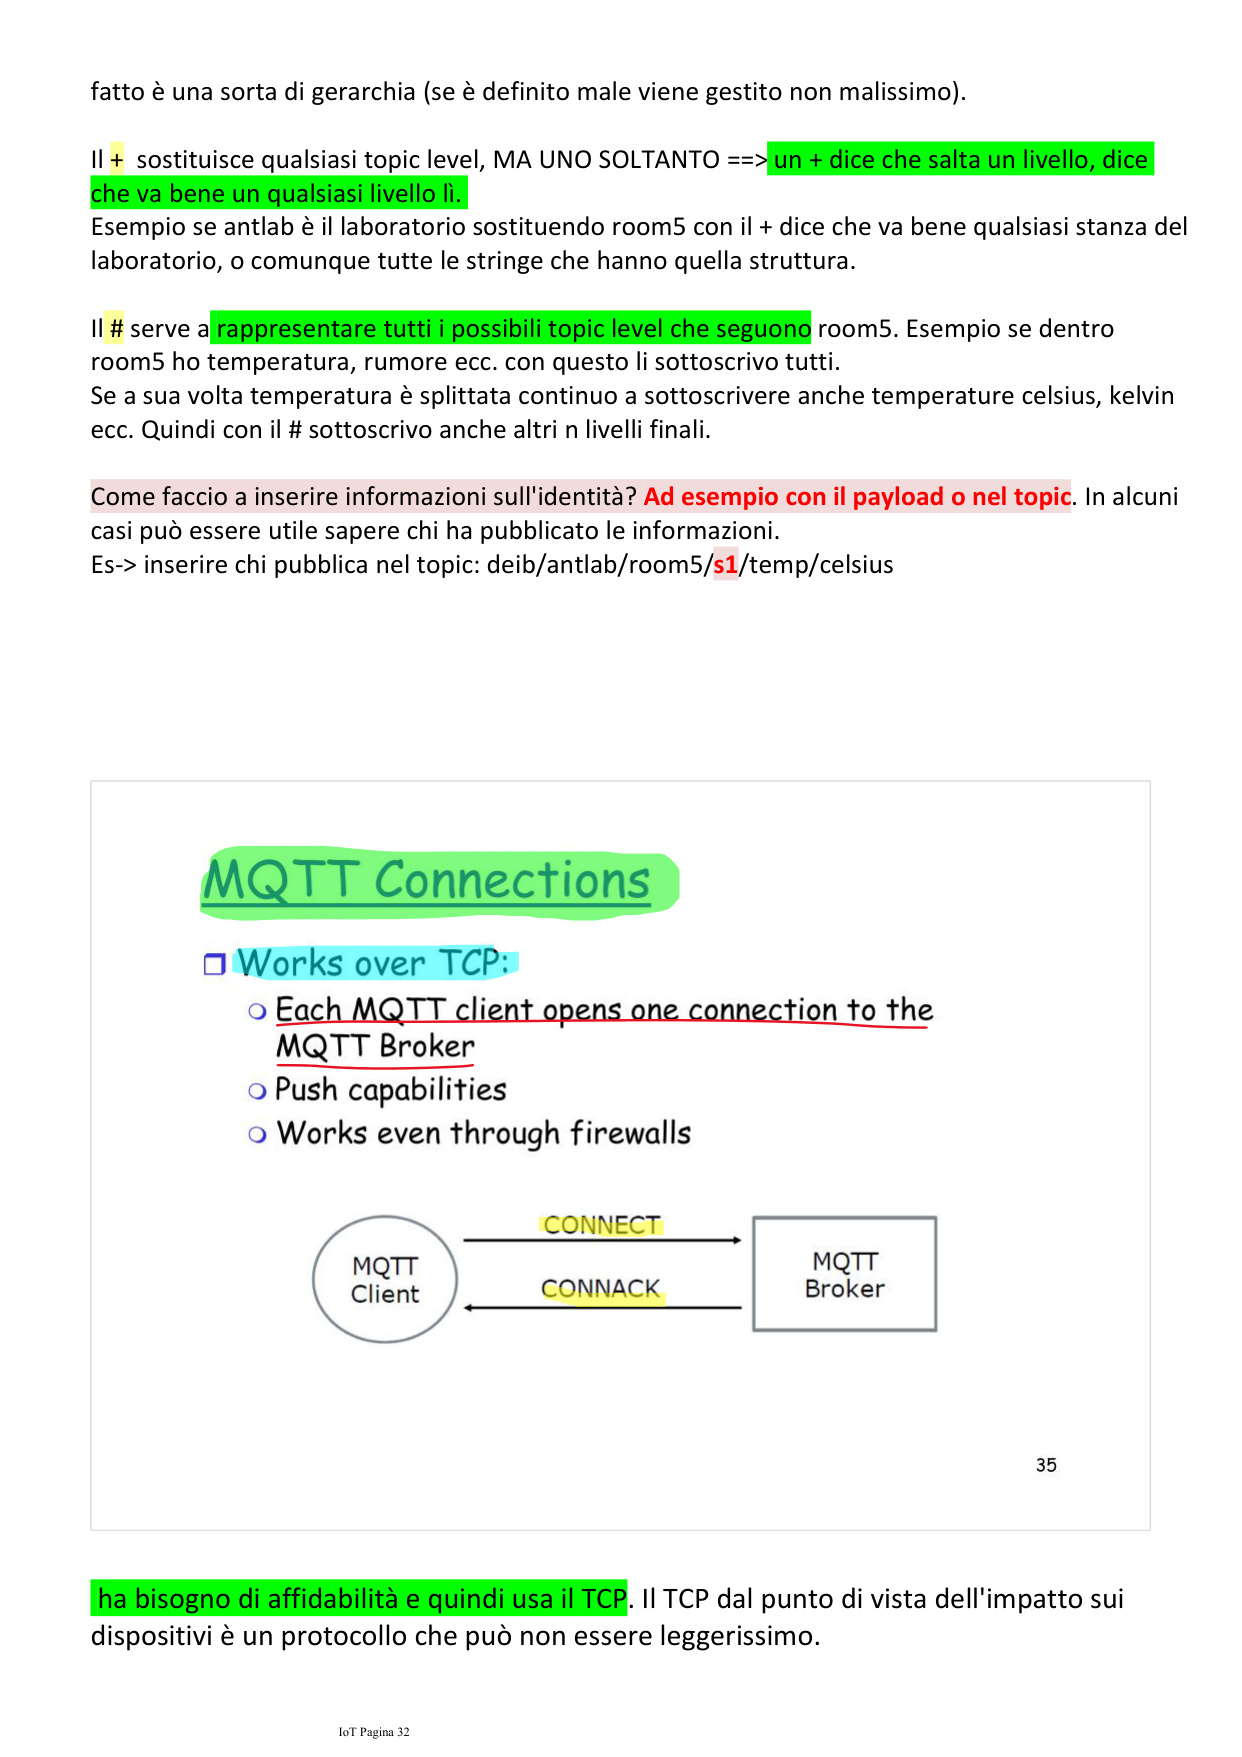 fatto è una sorta di gerarchia (se è definito male viene gestito non malissimo).
Il + sostituisce qualsiasi topic level, MA UNO SOLTANTO ==> un + dice che salta un livello, dice
che va bene un qualsiasi livello lì.
Esempio se antlab è il laboratorio sostituendo room5 con il + dice che va bene qualsiasi stanza del
laboratorio, o comunque tutte le stringe che hanno quella struttura.
Il # serve a rappresentare tutti i possibili topic level che seguono room5. Esempio se dentro
room5 ho temperatura, rumore ecc. con questo li sottoscrivo tutti.
Se a sua volta temperatura è splittata continuo a sottoscrivere anche temperature celsius, kelvin
ecc. Quindi con il # sottoscrivo anche altri n livelli finali.
Come faccio a inserire informazioni sull'identità? Ad esempio con il payload o nel topic. In alcuni
casi può essere utile sapere chi ha pubblicato le informazioni.
Es-> inserire chi pubblica nel topic: deib/antlab/room5/s1/temp/celsius
MQTT Connections
Works over TCP:
Each MQTT client opens one connection to the
MQTT Broker
Push capabilities
Works even through firewalls
CONNECT
MQTT
Client
CONNACK
MQTT
Broker
35
ha bisogno di affidabilità e quindi usa il TCP. Il TCP dal punto di vista dell'impatto sui
dispositivi è un protocollo che può non essere leggerissimo.
IoT Pagina 32